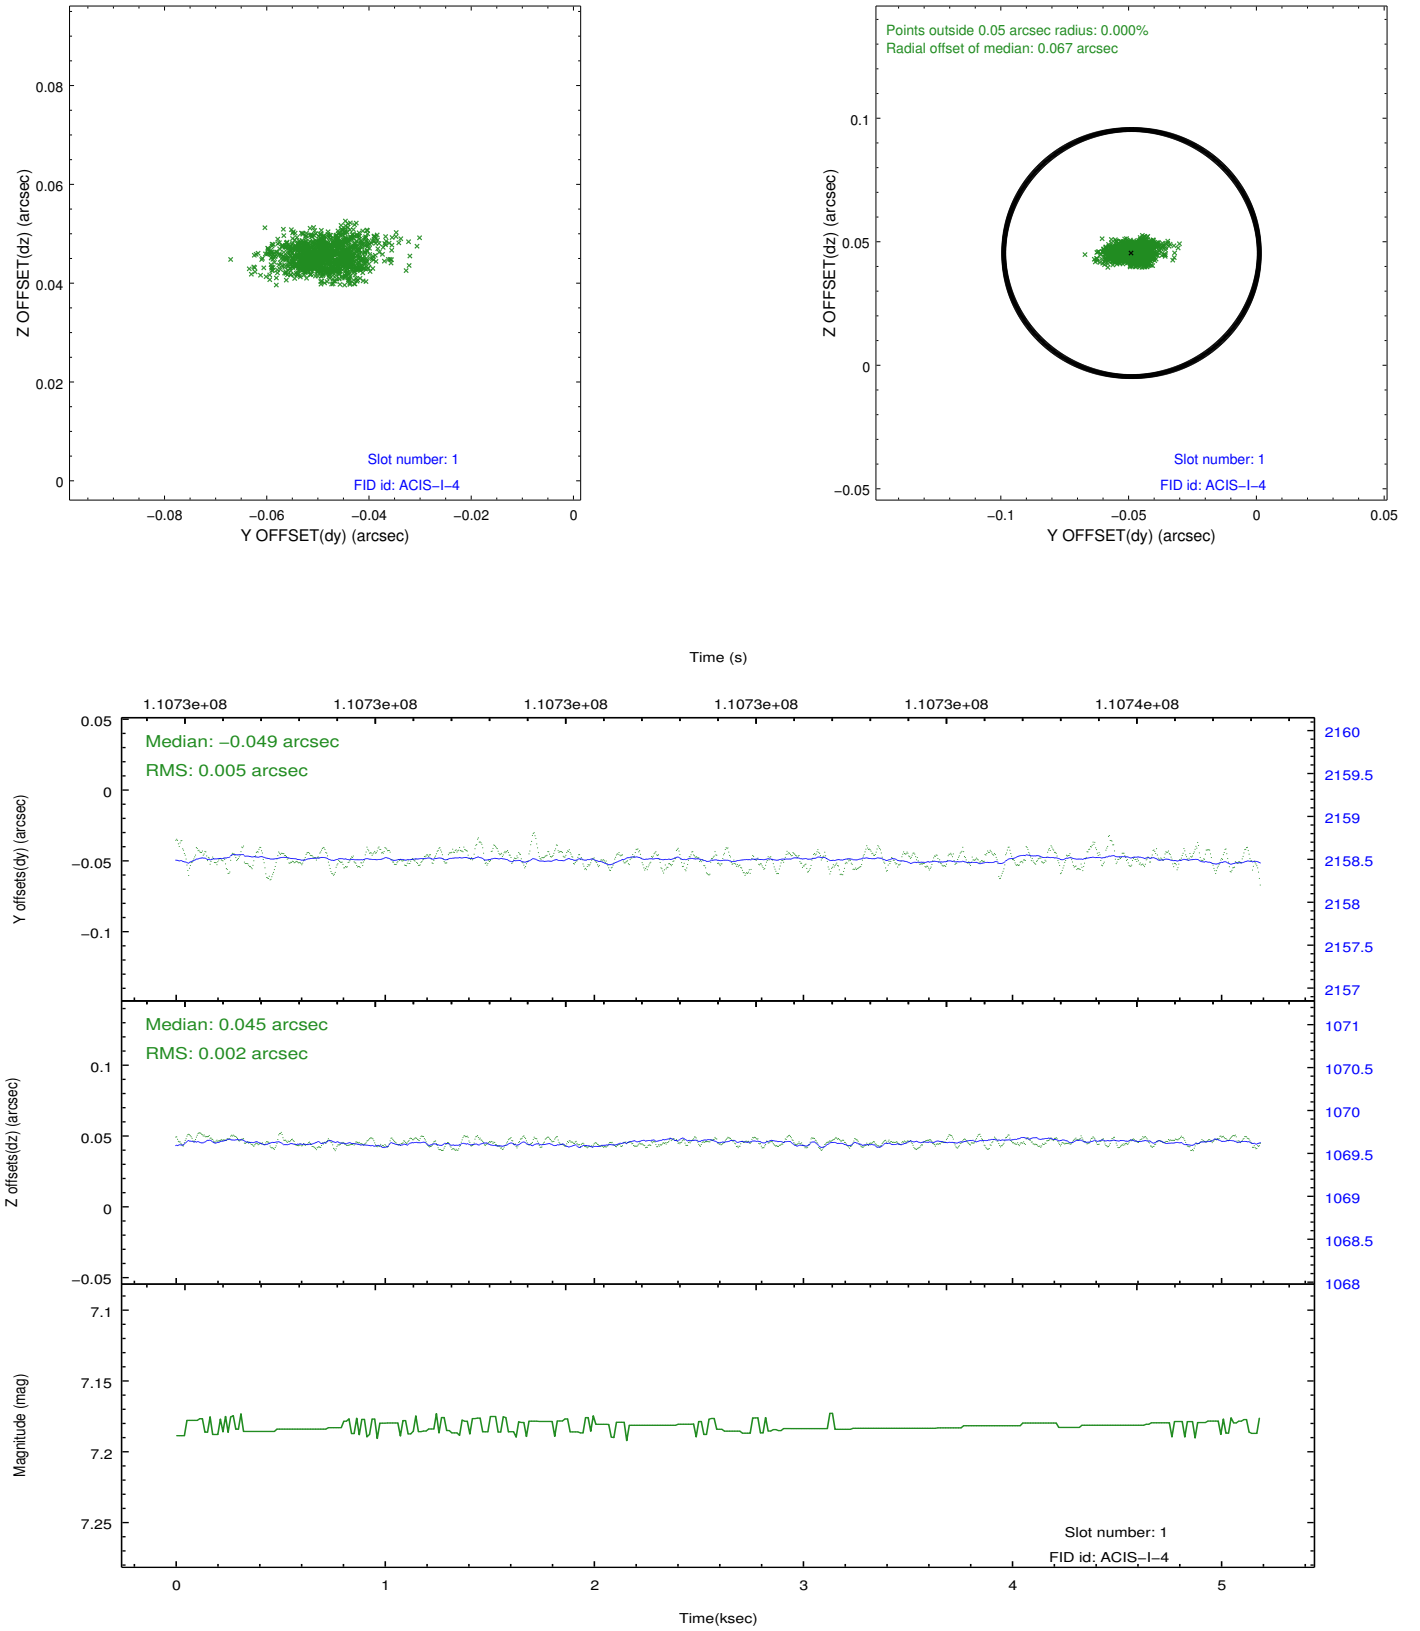 0.08
0.06
0.04
0.02
0
Z OFFSET(dz) (arcsec)
Slot number: 1
FID id: ACIS−I−4
−0.08
−0.06
−0.04
−0.02
0
Y OFFSET(dy) (arcsec)
Points outside 0.05 arcsec radius: 0.000%
Radial offset of median: 0.067 arcsec
0.1
0.05
0
−0.05
Z OFFSET(dz) (arcsec)
Slot number: 1
FID id: ACIS−I−4
−0.1
−0.05
0
0.05
Y OFFSET(dy) (arcsec)
Time (s)
1.1073e+08
1.1073e+08
1.1073e+08
1.1073e+08
1.1073e+08
1.1074e+08
Median: −0.049 arcsec
RMS: 0.005 arcsec
0.05
0
−0.05
−0.1
Y offsets(dy) (arcsec)
2160
2159.5
2159
2158.5
2158
2157.5
2157
Median: 0.045 arcsec
RMS: 0.002 arcsec
0.1
0.05
0
−0.05
Z offsets(dz) (arcsec)
1071
1070.5
1070
1069.5
1069
1068.5
1068
7.1
7.15
7.2
7.25
Magnitude (mag)
Slot number: 1
FID id: ACIS−I−4
0
1
2
3
4
5
Time(ksec)